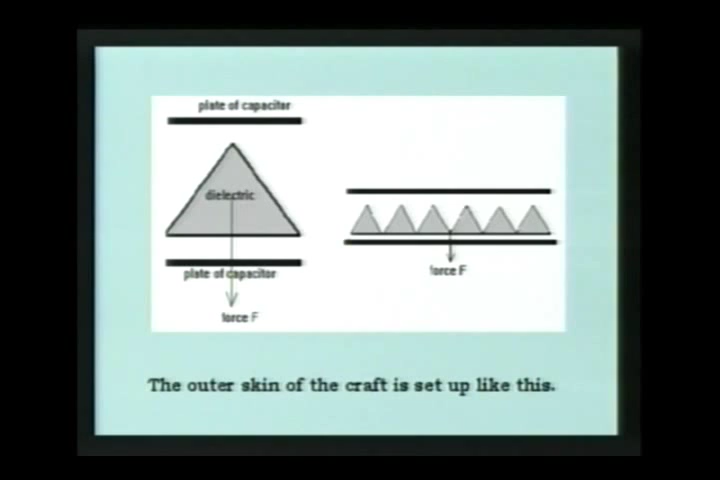 plate of capacitor
dielectric
plate of capacitor
force F
force F
The outer skin of the craft is set up like this.